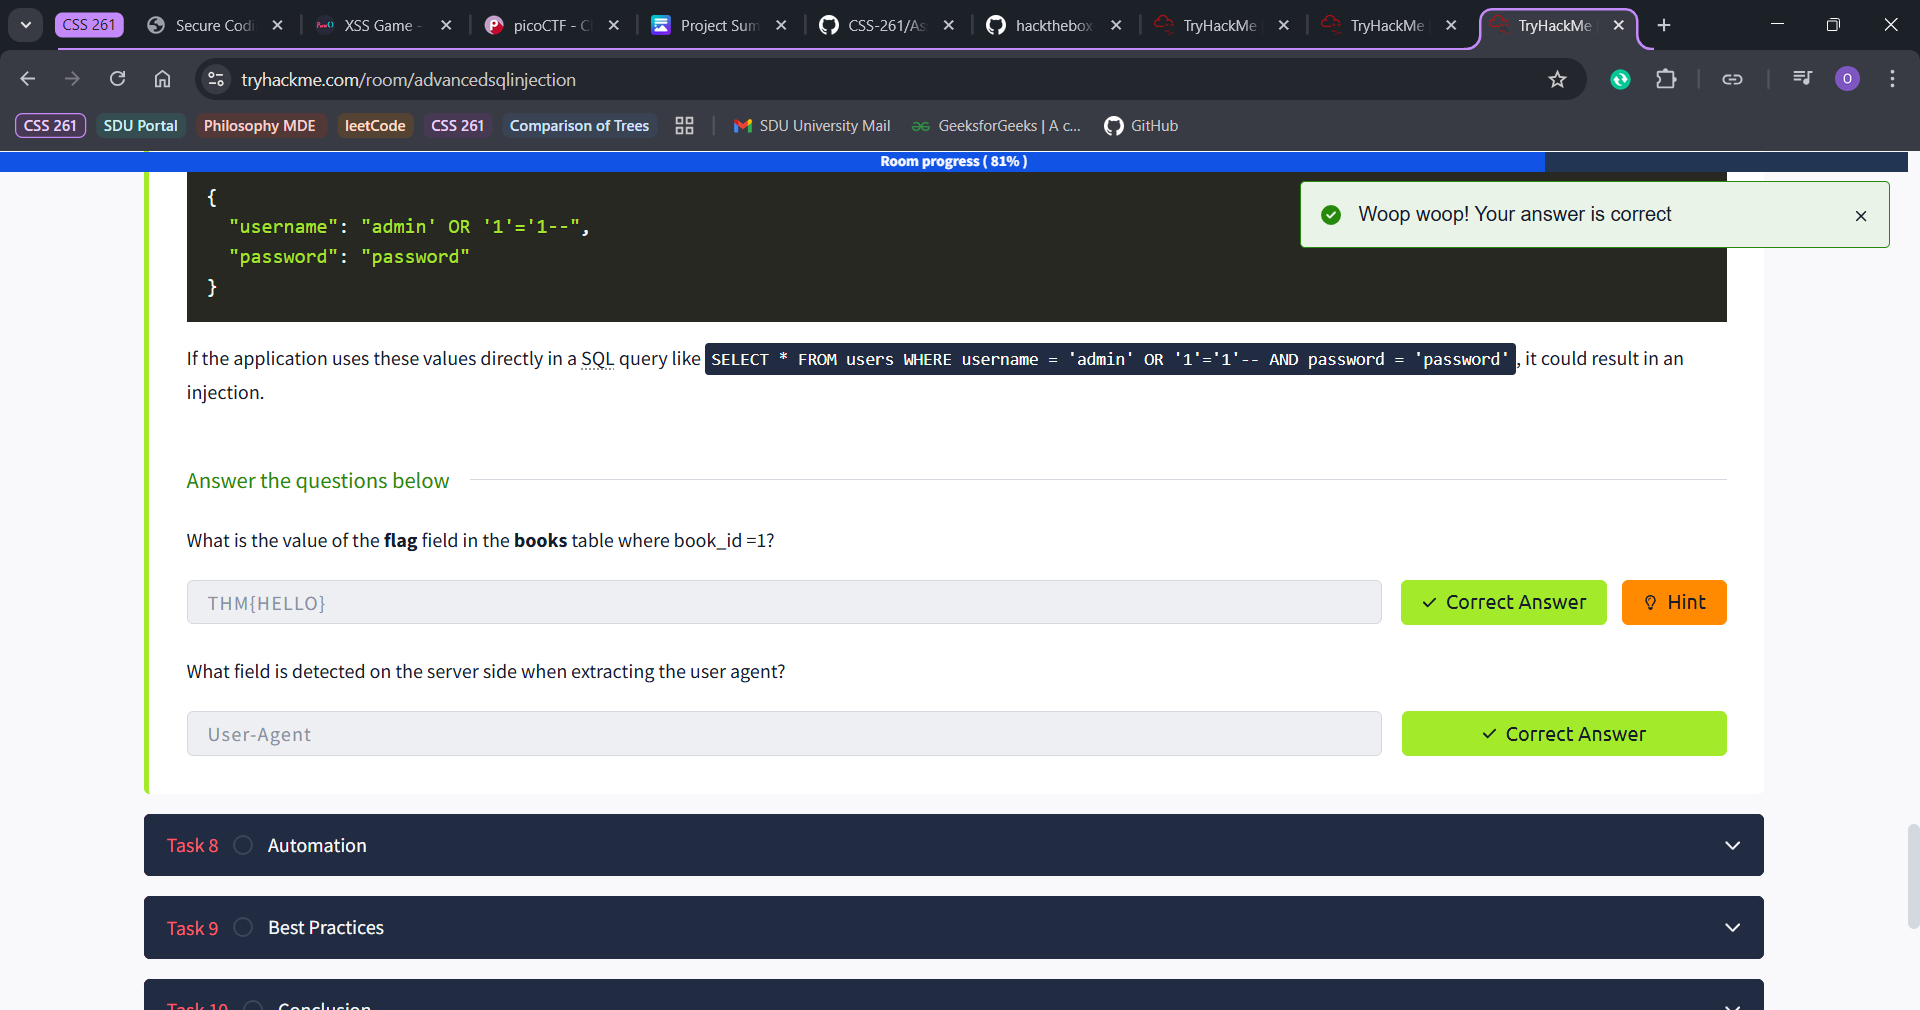 CSS 261
Secure Codi
XSS Game -
picoCTF - C
Project Sum
CSS-261/As
hackthebox
TryHackMe
TryHackMe
TryHackMe
tryhackme.com/room/advancedsqlinjection
O
CSS 261
SDU Portal
Philosophy MDE
leetCode
CSS 261
Comparison of Trees
SDU University Mail
GeeksforGeeks | A c...
GitHub
Room progress ( 81% )
Woop woop! Your answer is correct
{
"username": "admin' OR '1'='1--",
"password": "password"
}
If the application uses these values directly in a SQL query like SELECT * FROM users WHERE username = 'admin' OR '1'='1'-- AND password = 'password' , it could result in an
injection.
Answer the questions below
What is the value of the flag field in the books table where book_id =1?
THM{HELLO}
Correct Answer
Hint
What field is detected on the server side when extracting the user agent?
User-Agent
Correct Answer
Task 8 Automation
Task 9 Best Practices
Task 10 Conclusion